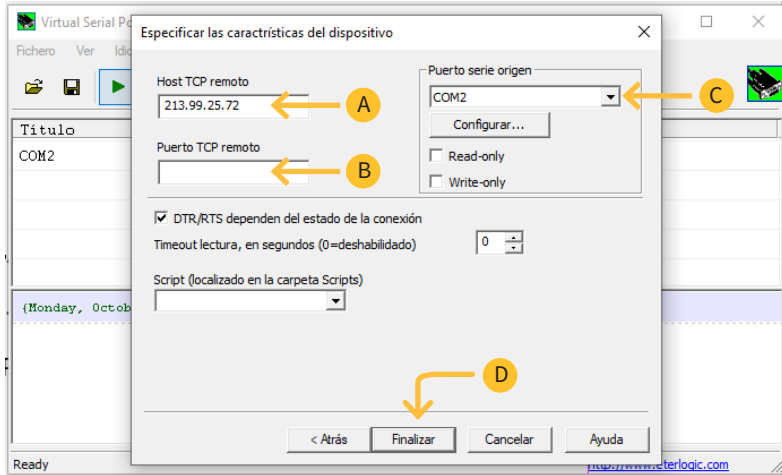 Virtual Serial Po
Fichero Ver Idio
Especificar las caractrísticas del dispositivo
Host TCP remoto
213.99.25.72
A
Puerto TCP remoto
B
Puerto serie origen
COM2
C
Configurar...
Read-only
Write-only
Título
COM2
DTR/RTS dependen del estado de la conexión
Timeout lectura, en segundos (0=deshabilitado)
0
Script (localizado en la carpeta Scripts)
{Monday, Octob
D
< Atrás
Finalizar
Cancelar
Ayuda
Ready
http://www.eterlogic.com